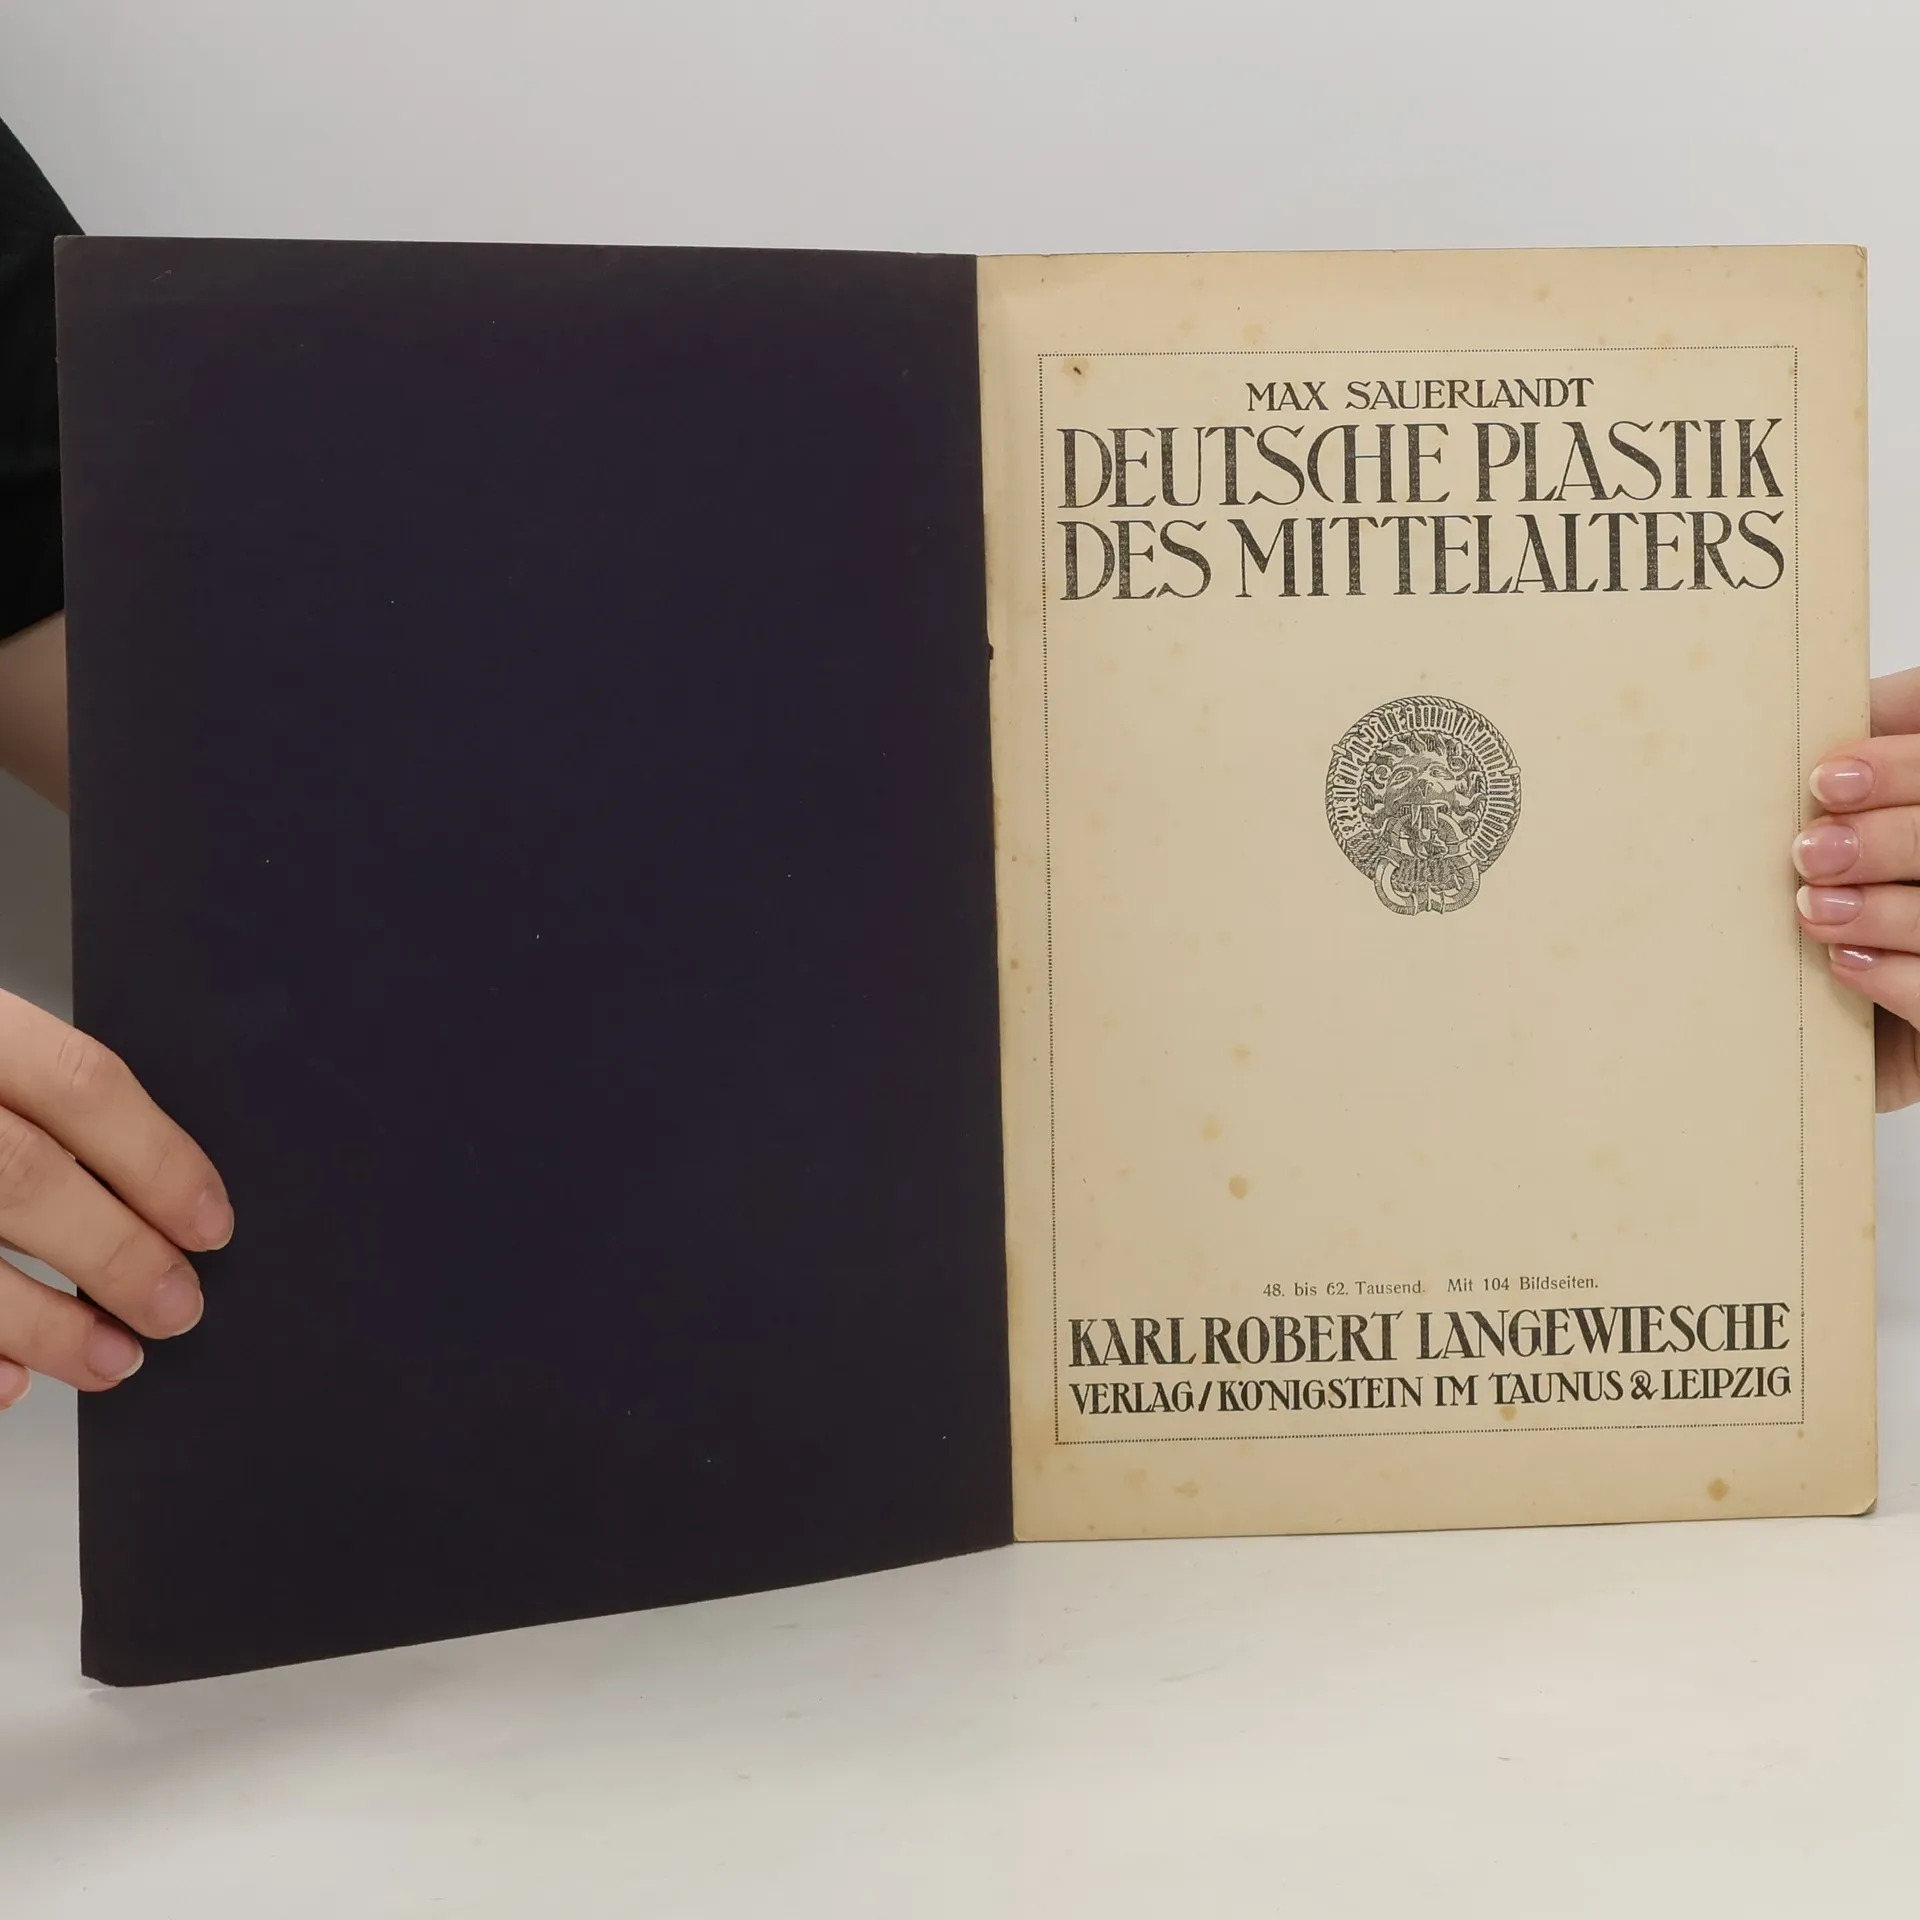 MAX SAUERLANDT
DEUTSCHE PLASTIK
DES MITTELALTERS
48. bis 62. Tausend. Mit 104 Bildseiten.
KARL ROBERT LANGEWIESCHE
VERLAG/KÖNIGSTEIN IM TAUNUS & LEIPZIG